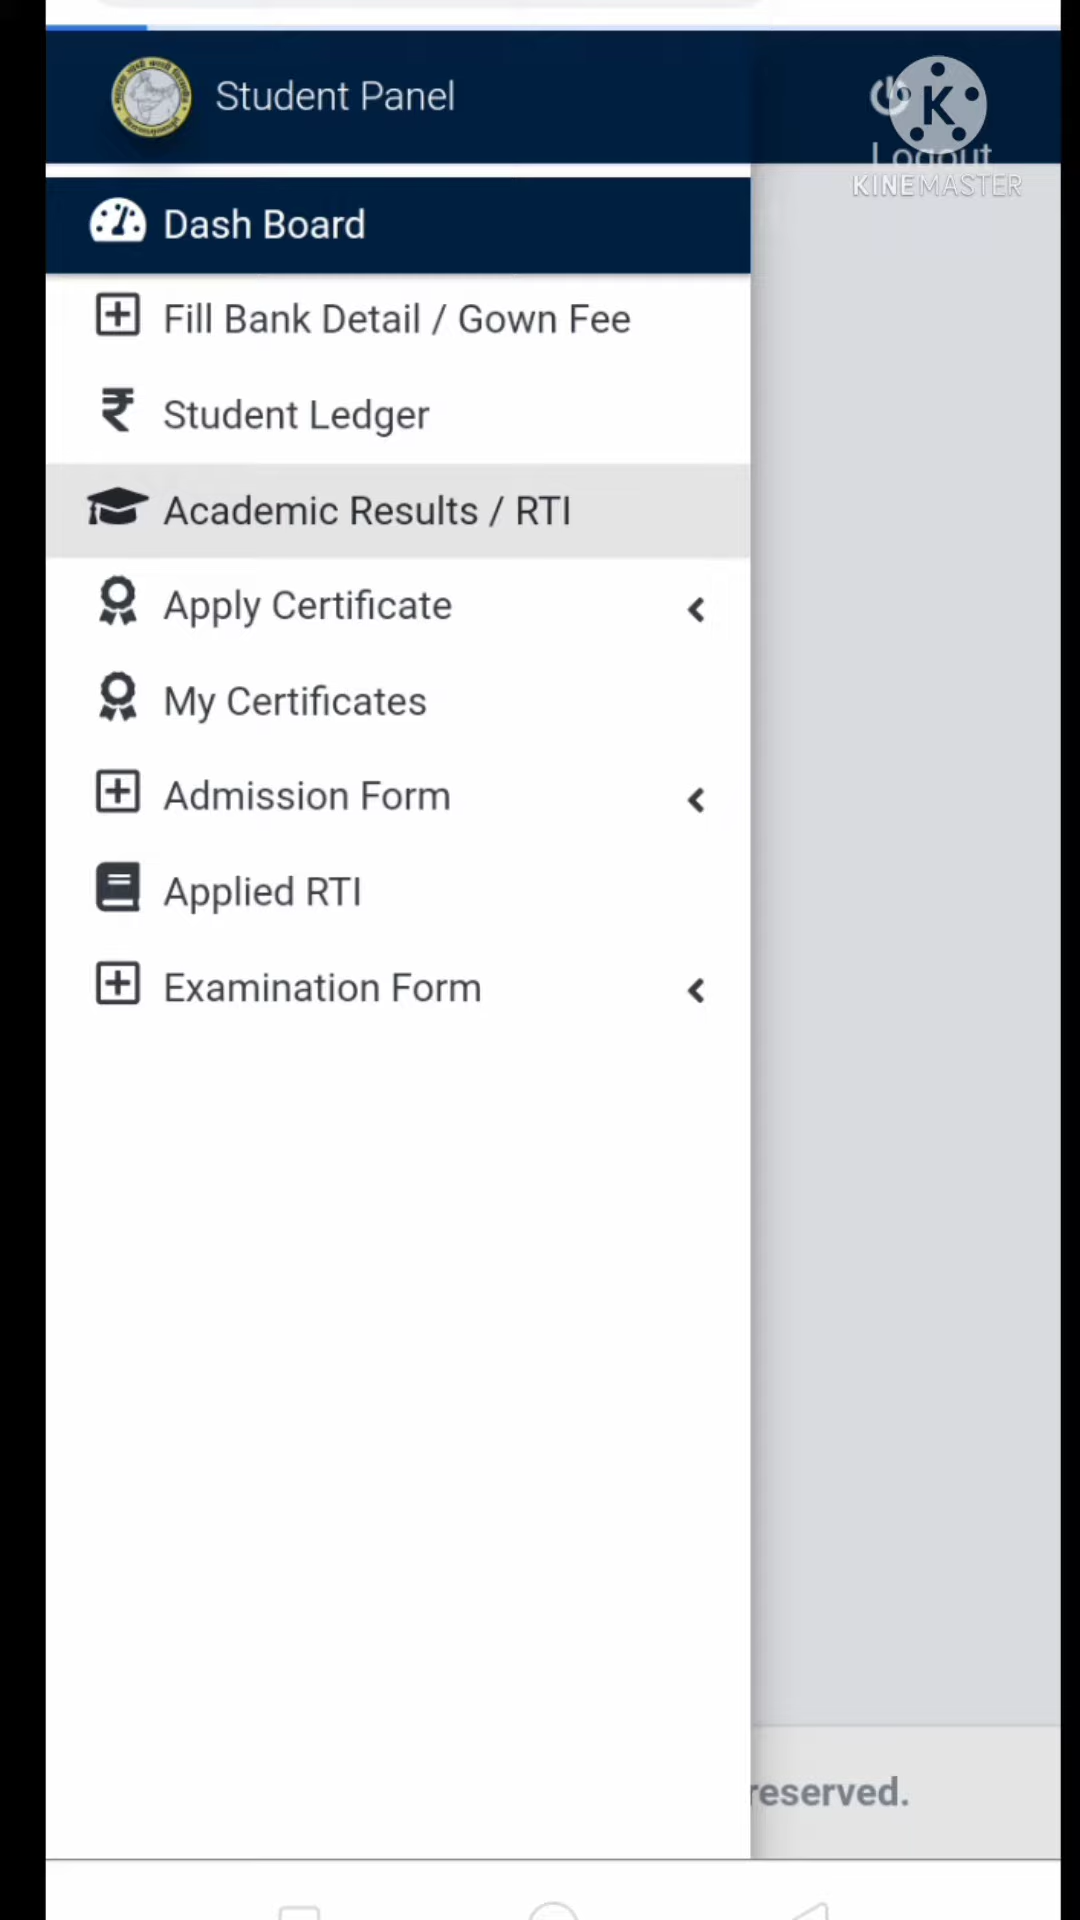 Student Panel
Logout
KINEMASTER
Dash Board
Fill Bank Detail / Gown Fee
Student Ledger
Academic Results / RTI
Apply Certificate
My Certificates
Admission Form
Applied RTI
Examination Form
reserved.